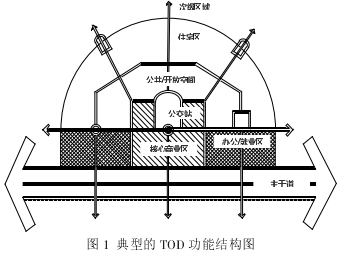 次级区域
住宅区
公共/开放空间
公交站
核心商业区
办公/就业区
主干道
图 1 典型的 TOD 功能结构图